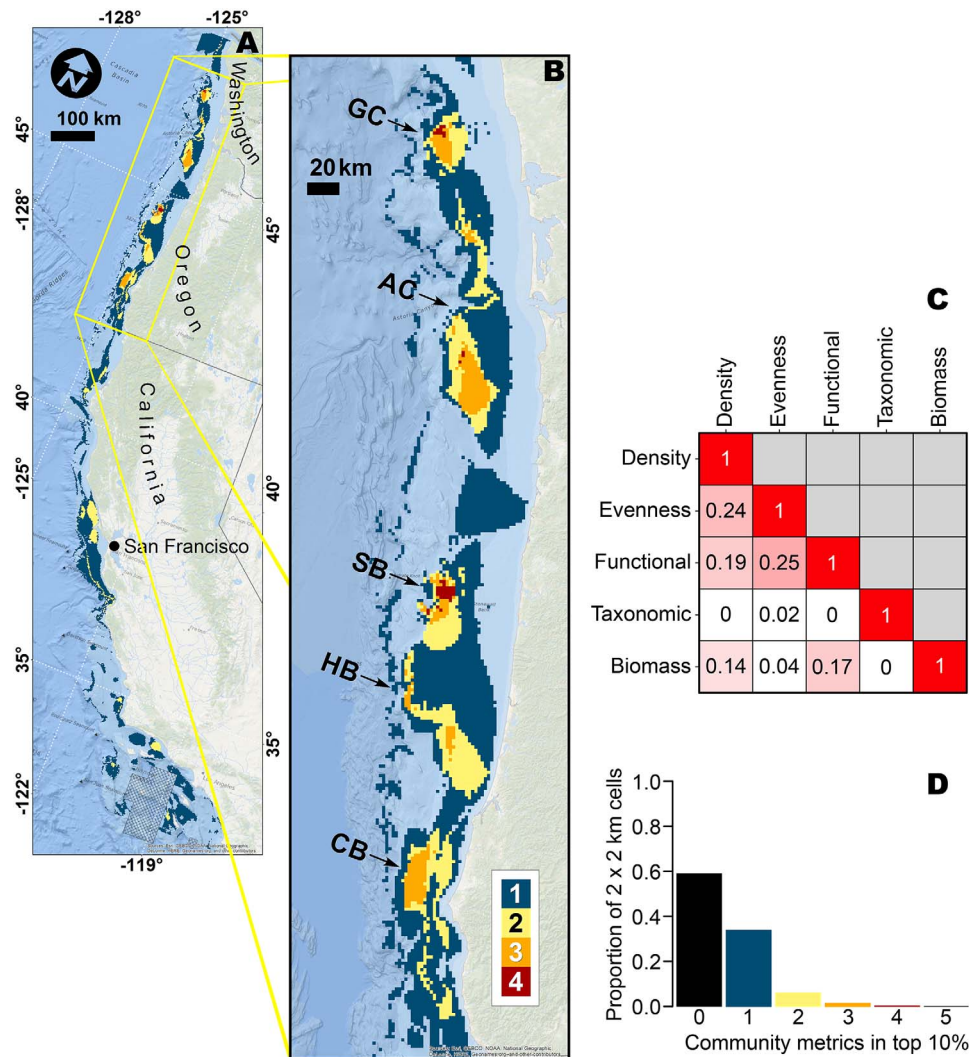 -128°
-125°
A
N
Cascadia
Basin
Washington
100 km
45°
-128°
45°
Oregon
40°
California
-125°
40°
San Francisco
35°
35°
-122°
-119°
B
GC
20 km
AC
Astoria Canyon
SB
HB
CB
1
2
3
4
C
Density
Evenness
Functional
Taxonomic
Biomass
Density 1
Evenness 0.24 1
Functional 0.19 0.25 1
Taxonomic 0 0.02 0 1
Biomass 0.14 0.04 0.17 0 1
D
Proportion of 2 x 2 km cells
1.0
0.8
0.6
0.4
0.2
0.0
0 1 2 3 4 5
Community metrics in top 10%